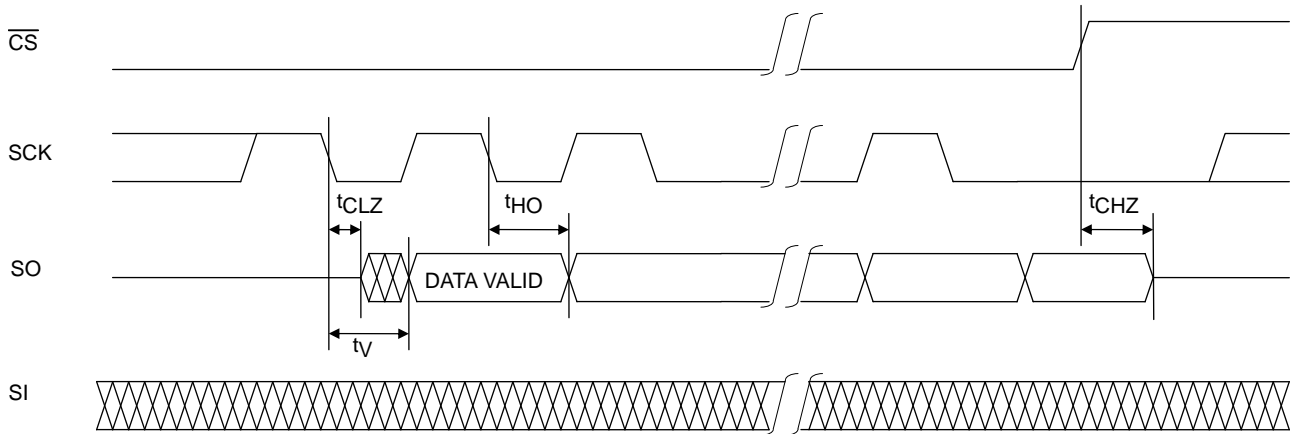 CS
SCK
tCLZ
tHO
tCHZ
SO
DATA VALID
tV
SI